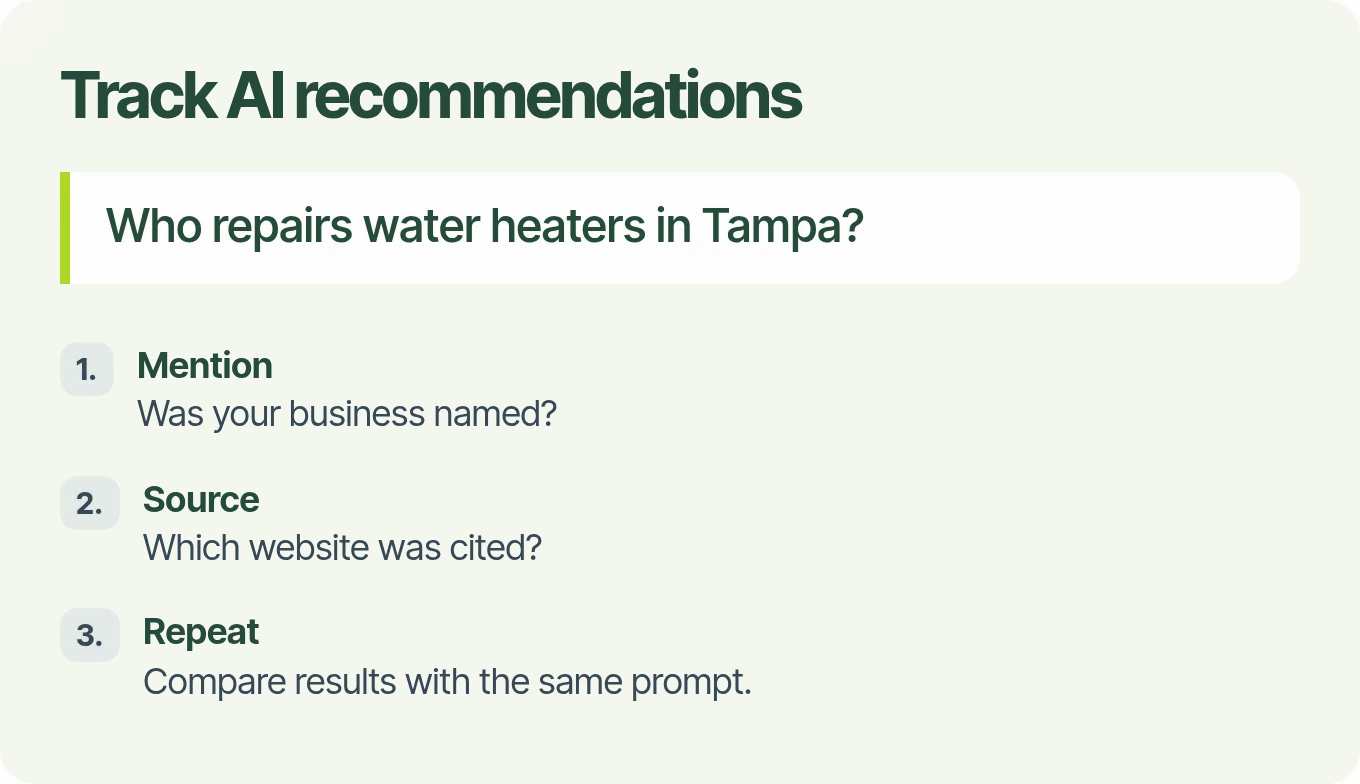 Track AI recommendations
Who repairs water heaters in Tampa?
1. Mention
Was your business named?
2. Source
Which website was cited?
3. Repeat
Compare results with the same prompt.